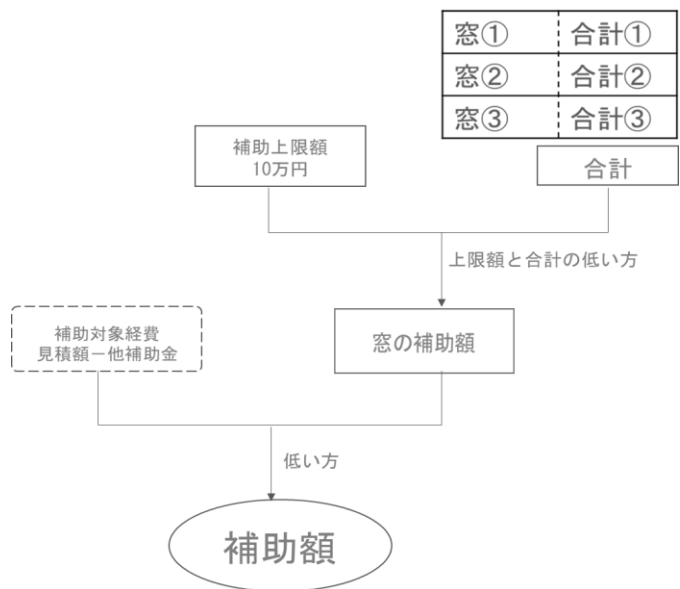 窓① 合計①
窓② 合計②
窓③ 合計③
補助上限額
10万円
合計
上限額と合計の低い方
補助対象経費
見積額－他補助金
窓の補助額
低い方
補助額